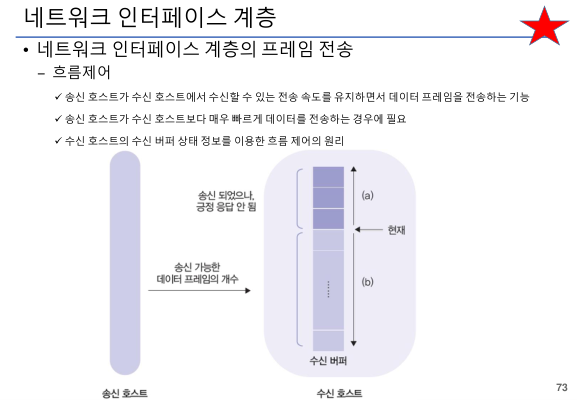 네트워크 인터페이스 계층
• 네트워크 인터페이스 계층의 프레임 전송
– 흐름제어
✓ 송신 호스트가 수신 호스트에서 수신할 수 있는 전송 속도를 유지하면서 데이터 프레임을 전송하는 기능
✓ 송신 호스트가 수신 호스트보다 매우 빠르게 데이터를 전송하는 경우에 필요
✓ 수신 호스트의 수신 버퍼 상태 정보를 이용한 흐름 제어의 원리
송신 되었으나,
긍정 응답 안 됨
(a)
현재
송신 가능한
데이터 프레임의 개수
(b)
수신 버퍼
송신 호스트
수신 호스트
73